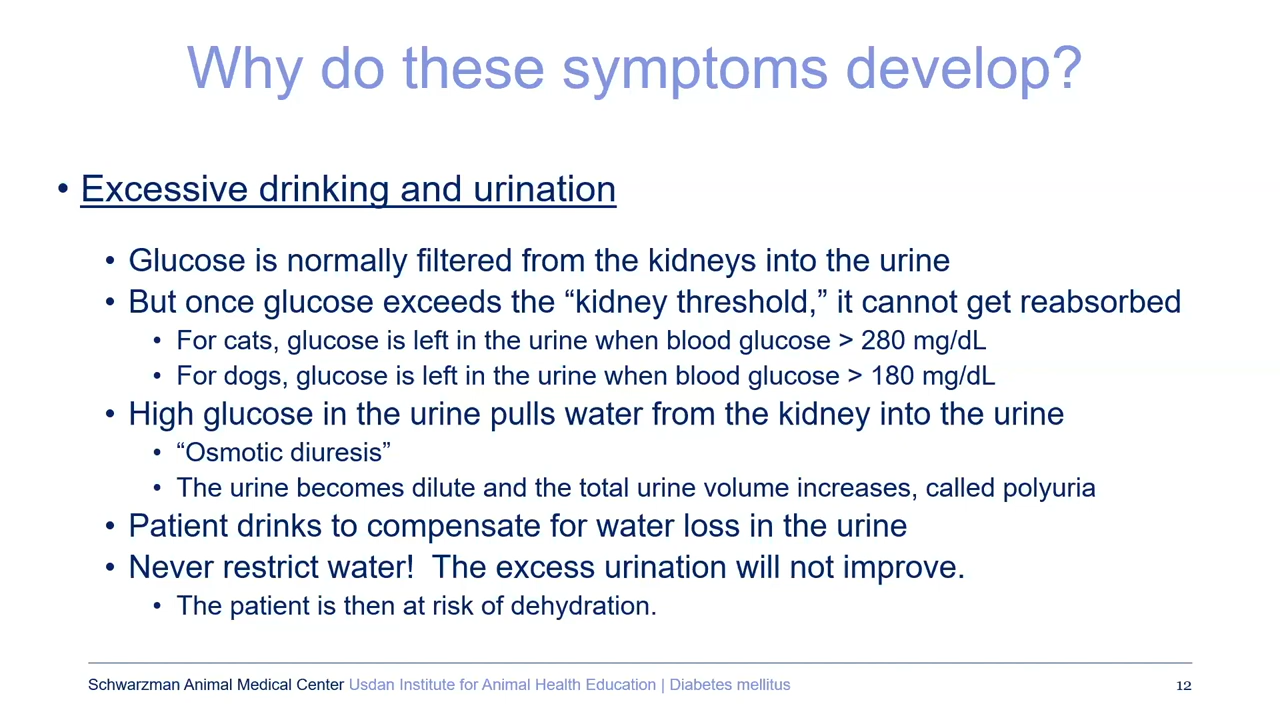 Why do these symptoms develop?
• Excessive drinking and urination
• Glucose is normally filtered from the kidneys into the urine
• But once glucose exceeds the “kidney threshold,” it cannot get reabsorbed
• For cats, glucose is left in the urine when blood glucose > 280 mg/dL
• For dogs, glucose is left in the urine when blood glucose > 180 mg/dL
• High glucose in the urine pulls water from the kidney into the urine
• “Osmotic diuresis”
• The urine becomes dilute and the total urine volume increases, called polyuria
• Patient drinks to compensate for water loss in the urine
• Never restrict water!  The excess urination will not improve.
• The patient is then at risk of dehydration.
Schwarzman Animal Medical Center Usdan Institute for Animal Health Education | Diabetes mellitus 12